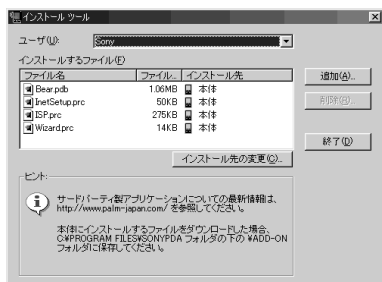 インストール ツール
ユーザ(U): Sony
インストールするファイル(F)
ファイル名 ファイル... インストール先
Bear.pdb 1.06MB 本体
InetSetup.prc 50KB 本体
ISP.prc 275KB 本体
Wizard.prc 14KB 本体
追加(A)...
削除(R)...
終了(D)
インストール先の変更(C)...
ヒント:
サードパーティ製アプリケーションについての最新情報は、
http://www.palm-japan.com/ を参照してください。
本体にインストールするファイルをダウンロードした場合、
C:¥PROGRAM FILES¥SONYPDA フォルダの下の ¥ADD-ON
フォルダに保存してください。